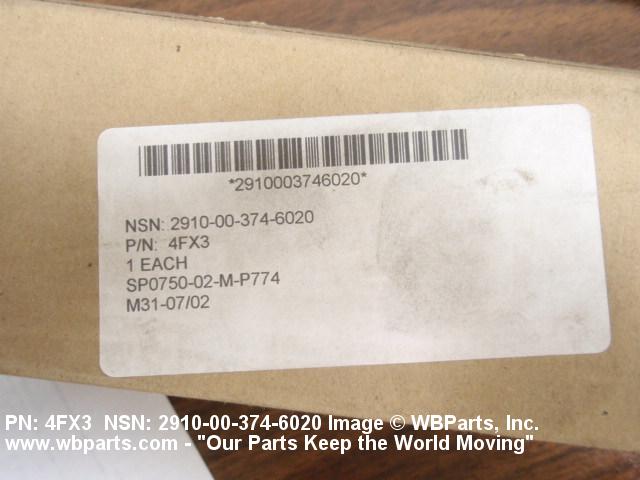 *2910003746020*
NSN: 2910-00-374-6020
P/N: 4FX3
1 EACH
SP0750-02-M-P774
M31-07/02
PN: 4FX3 NSN: 2910-00-374-6020 Image © WBParts, Inc.
www.wbparts.com - "Our Parts Keep the World Moving"